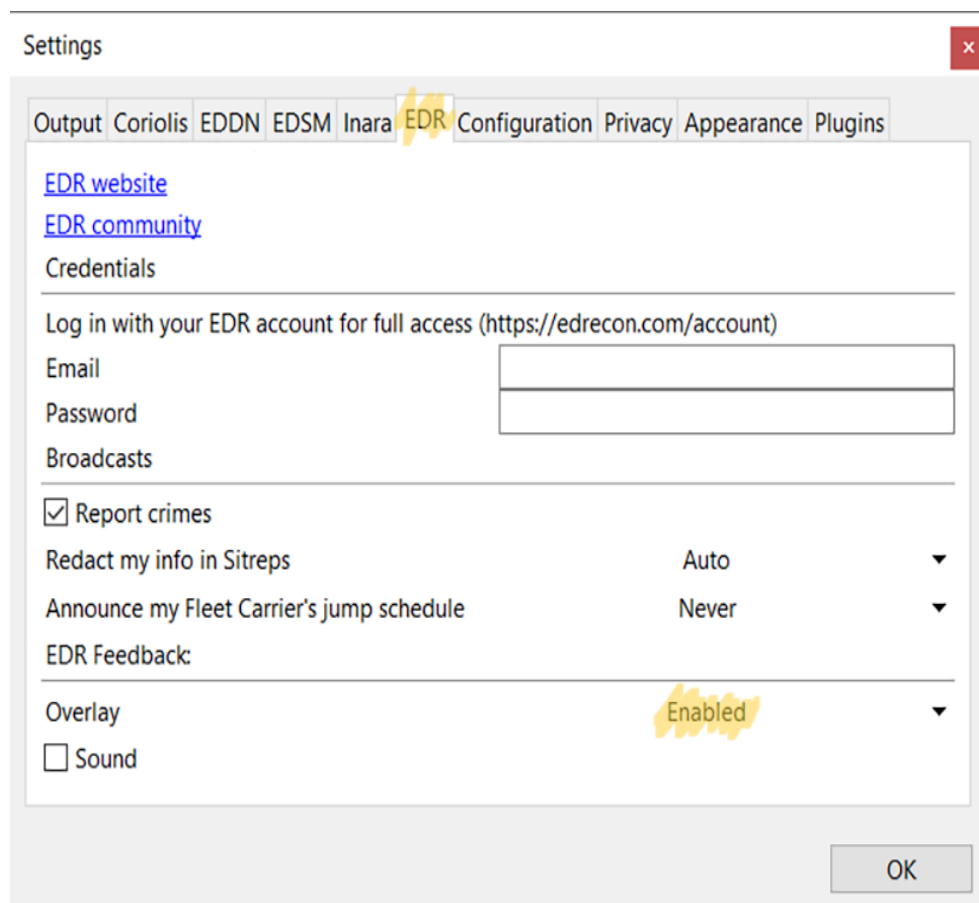 Settings
x
Output Coriolis EDDN EDSM Inara EDR Configuration Privacy Appearance Plugins
EDR website
EDR community
Credentials
Log in with your EDR account for full access (https://edrecon.com/account)
Email
Password
Broadcasts
Report crimes
Redact my info in Sitreps Auto
Announce my Fleet Carrier's jump schedule Never
EDR Feedback:
Overlay Enabled
Sound
OK